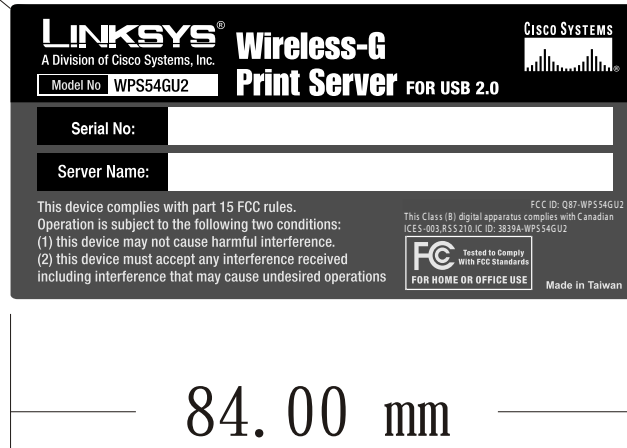 LINKSYS®
A Division of Cisco Systems, Inc.
Model No WPS54GU2
Wireless-G
Print Server FOR USB 2.0
CISCO SYSTEMS
®
Serial No:
Server Name:
This device complies with part 15 FCC rules.
Operation is subject to the following two conditions:
(1) this device may not cause harmful interference.
(2) this device must accept any interference received
including interference that may cause undesired operations
FCC ID: Q87-WPS54GU2
This Class (B) digital apparatus complies with Canadian
ICES-003,RSS210.IC ID: 3839A-WPS54GU2
FC Tested to Comply
With FCC Standards
FOR HOME OR OFFICE USE
Made in Taiwan
84.00 mm